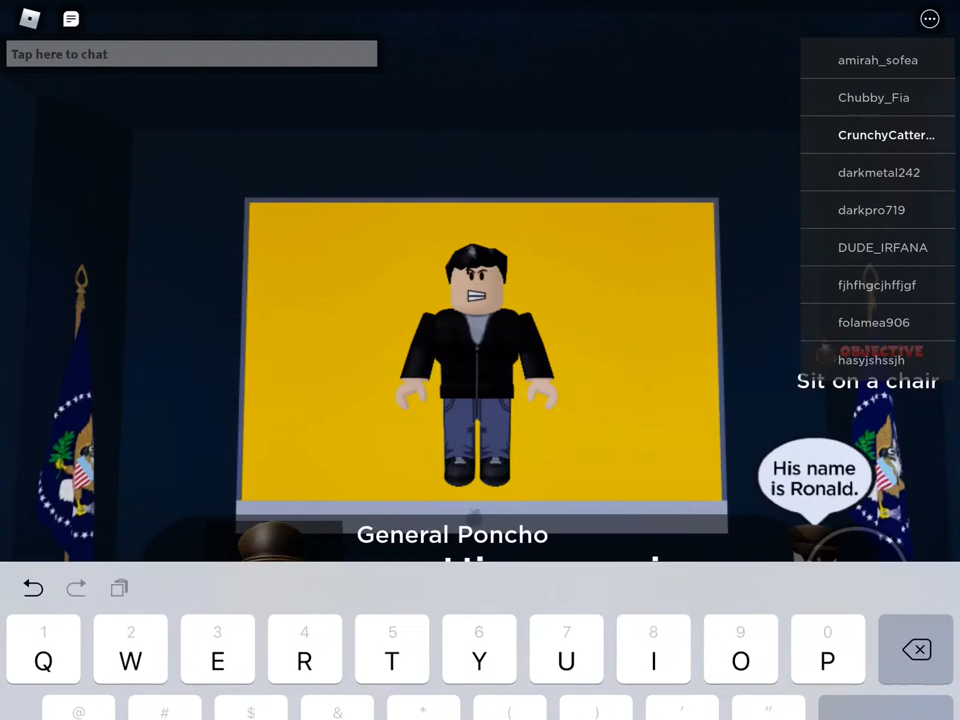 Tap here to chat
amirah_sofea
Chubby_Fia
CrunchyCatter...
darkmetal242
darkpro719
DUDE_IRFANA
fjhfhgcjhffjgf
folamea906
hasyjshssjh
OBJECTIVE
Sit on a chair
His name
is Ronald.
General Poncho
1 2 3 4 5 6 7 8 9 0
Q W E R T Y U I O P
@ # $ & * ( ) ' "